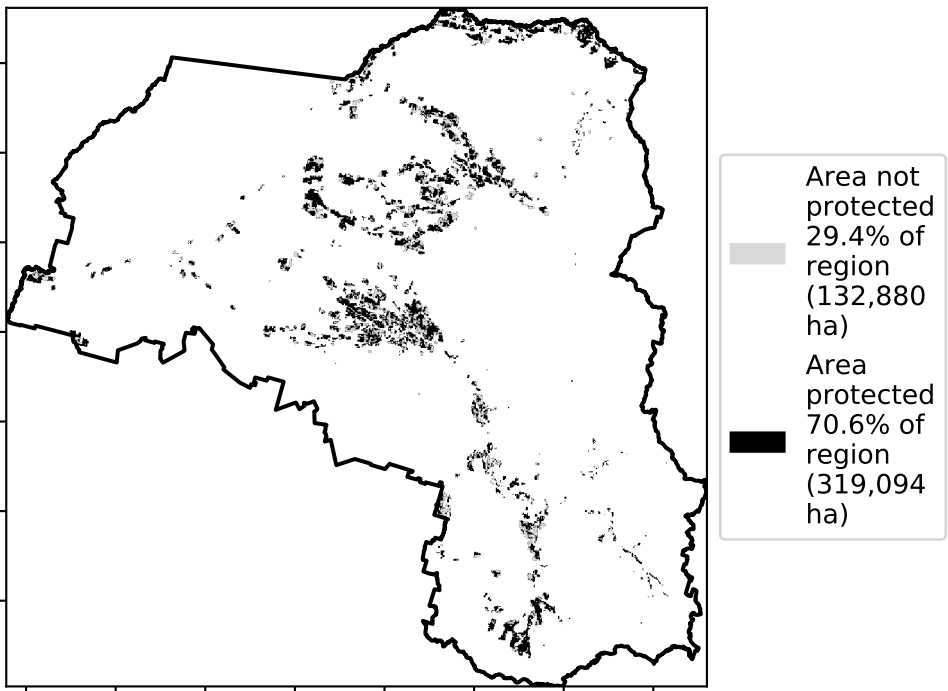 Area not
protected
29.4% of
region
(132,880
ha)
Area
protected
70.6% of
region
(319,094
ha)